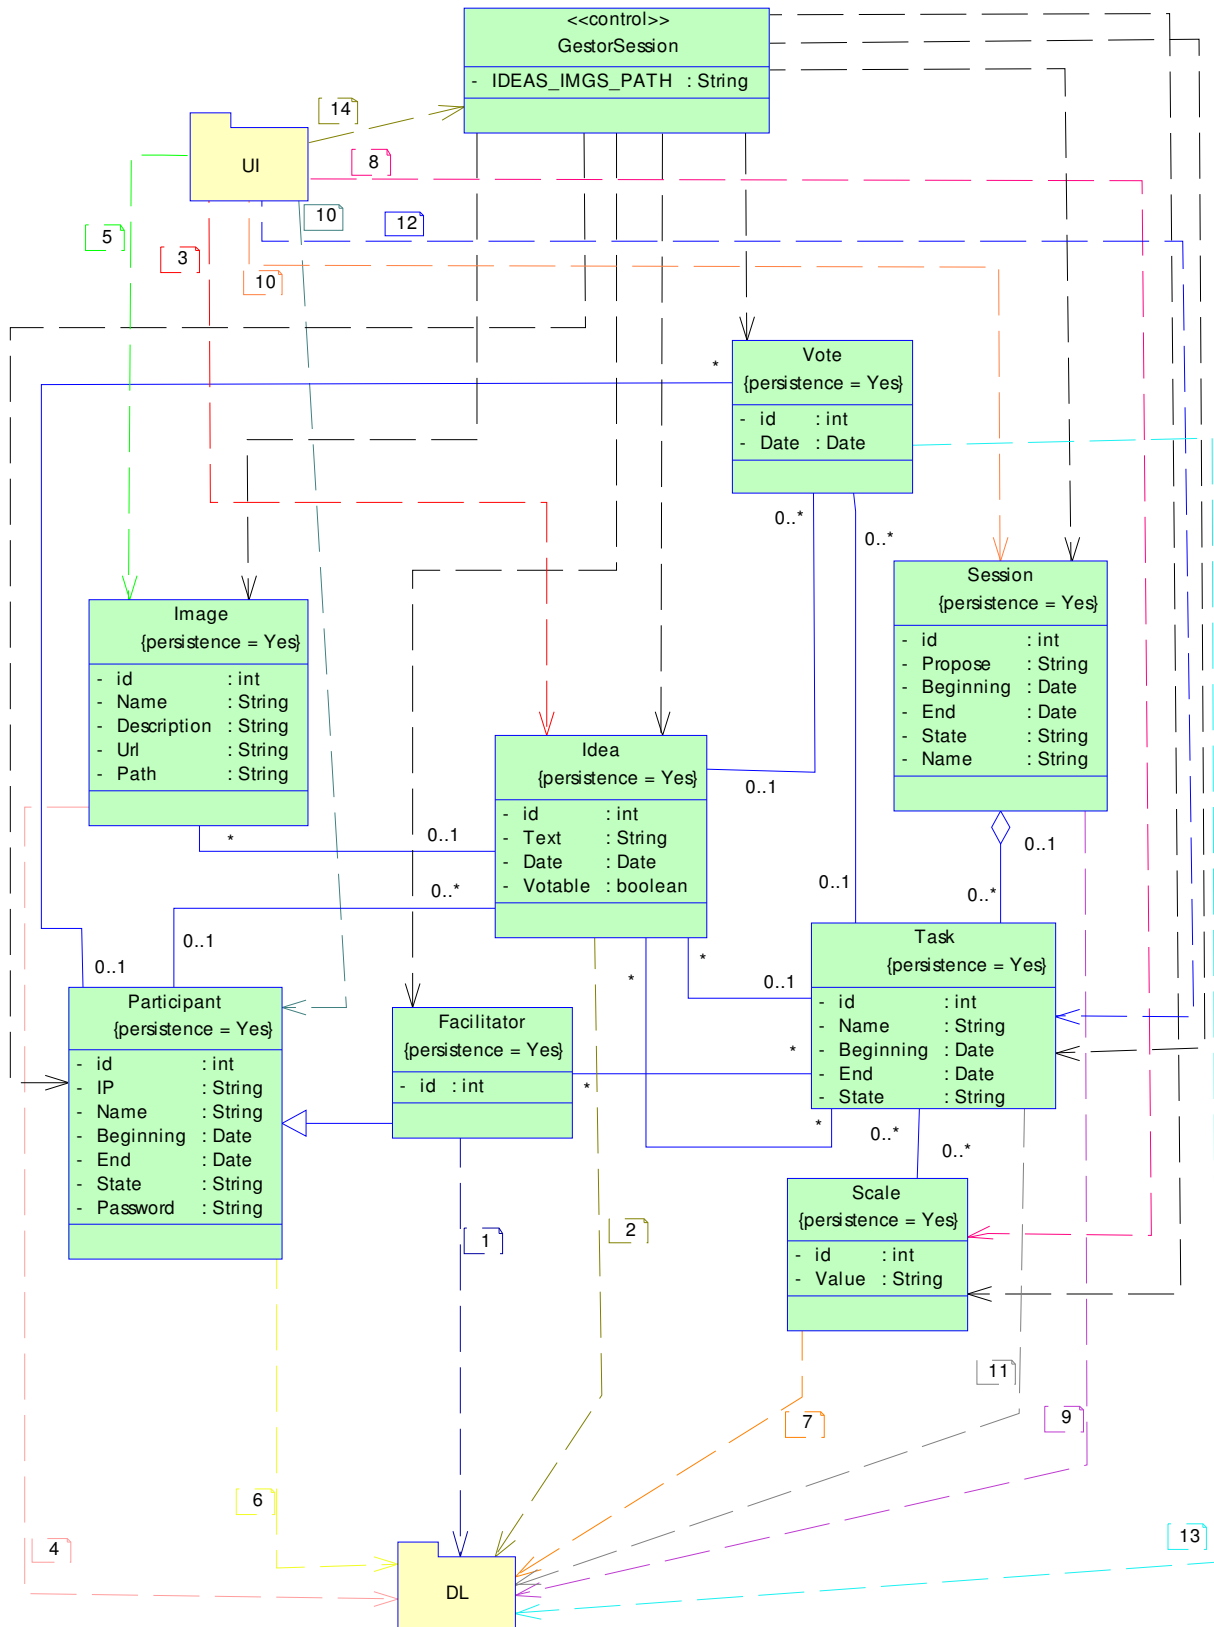 <<control>>
GestorSession
- IDEAS_IMGS_PATH : String
14
UI
8
10
12
5
3
10
Vote
{persistence = Yes}
- id : int
- Date : Date
*
0..*
0..*
Session
{persistence = Yes}
- id : int
- Propose : String
- Beginning : Date
- End : Date
- State : String
- Name : String
Image
{persistence = Yes}
- id : int
- Name : String
- Description : String
- Url : String
- Path : String
Idea
{persistence = Yes}
- id : int
- Text : String
- Date : Date
- Votable : boolean
0..1
*
0..1
0..1
0..1
0..*
0..*
0..1
0..1
*
*
0..1
Task
{persistence = Yes}
- id : int
- Name : String
- Beginning : Date
- End : Date
- State : String
Participant
{persistence = Yes}
- id : int
- IP : String
- Name : String
- Beginning : Date
- End : Date
- State : String
- Password : String
Facilitator
{persistence = Yes}
- id : int
*
*
*
0..*
0..*
Scale
{persistence = Yes}
- id : int
- Value : String
1
2
11
9
7
6
4
13
DL